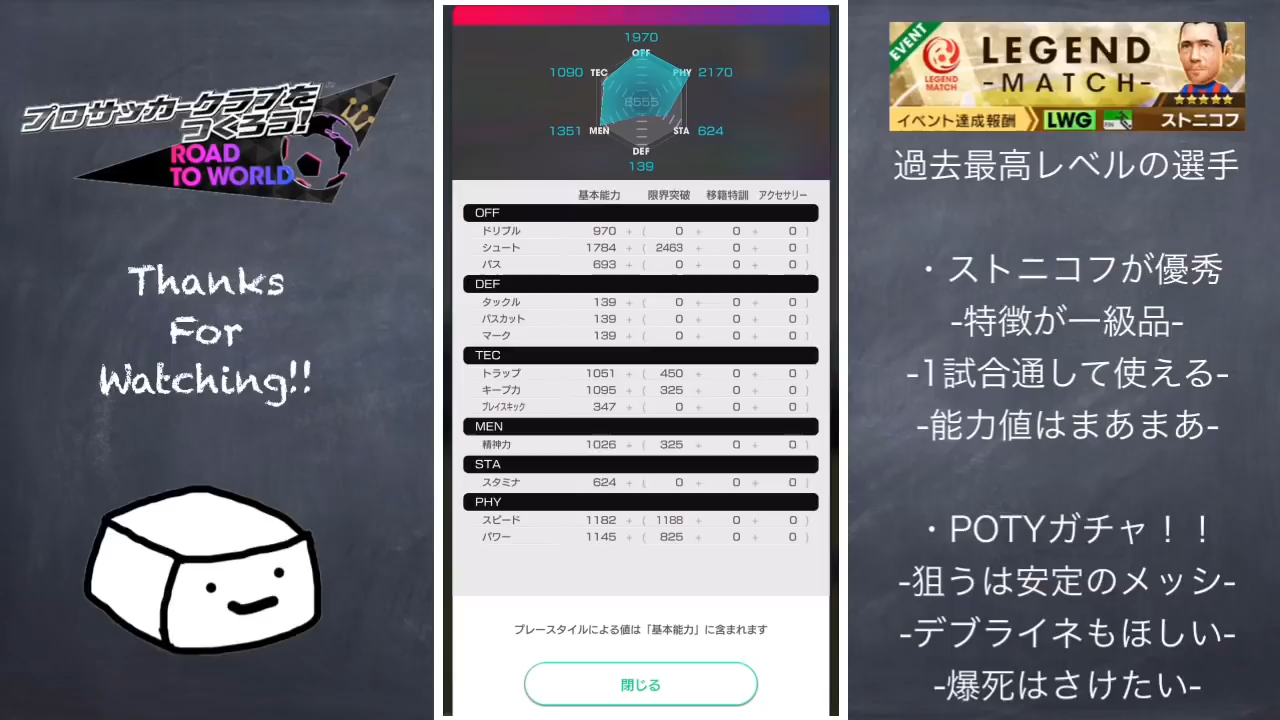 プロサッカークラブを
つくろう!
ROAD
TO WORLD
Thanks
For
Watching!!
1970
OFF
1090 TEC PHY 2170
8555
1351 MEN STA 624
DEF
139
基本能力 限界突破 移籍特訓 アクセサリー
OFF
ドリブル 970 + ( 0 + 0 + 0 )
シュート 1784 + ( 2463 + 0 + 0 )
パス 693 + ( 0 + 0 + 0 )
DEF
タックル 139 + ( 0 + 0 + 0 )
パスカット 139 + ( 0 + 0 + 0 )
マーク 139 + ( 0 + 0 + 0 )
TEC
トラップ 1051 + ( 450 + 0 + 0 )
キープ力 1095 + ( 325 + 0 + 0 )
プレイスキック 347 + ( 0 + 0 + 0 )
MEN
精神力 1026 + ( 325 + 0 + 0 )
STA
スタミナ 624 + ( 0 + 0 + 0 )
PHY
スピード 1182 + ( 1188 + 0 + 0 )
パワー 1145 + ( 825 + 0 + 0 )
プレースタイルによる値は「基本能力」に含まれます
閉じる
EVENT
LEGEND
MATCH
LEGEND
-MATCH-
イベント達成報酬 LWG ストニコフ
過去最高レベルの選手
・ストニコフが優秀
-特徴が一級品-
-1試合通して使える-
-能力値はまあまあ-
・POTYガチャ！！
-狙うは安定のメッシ-
-デブライネもほしい-
-爆死はさけたい-